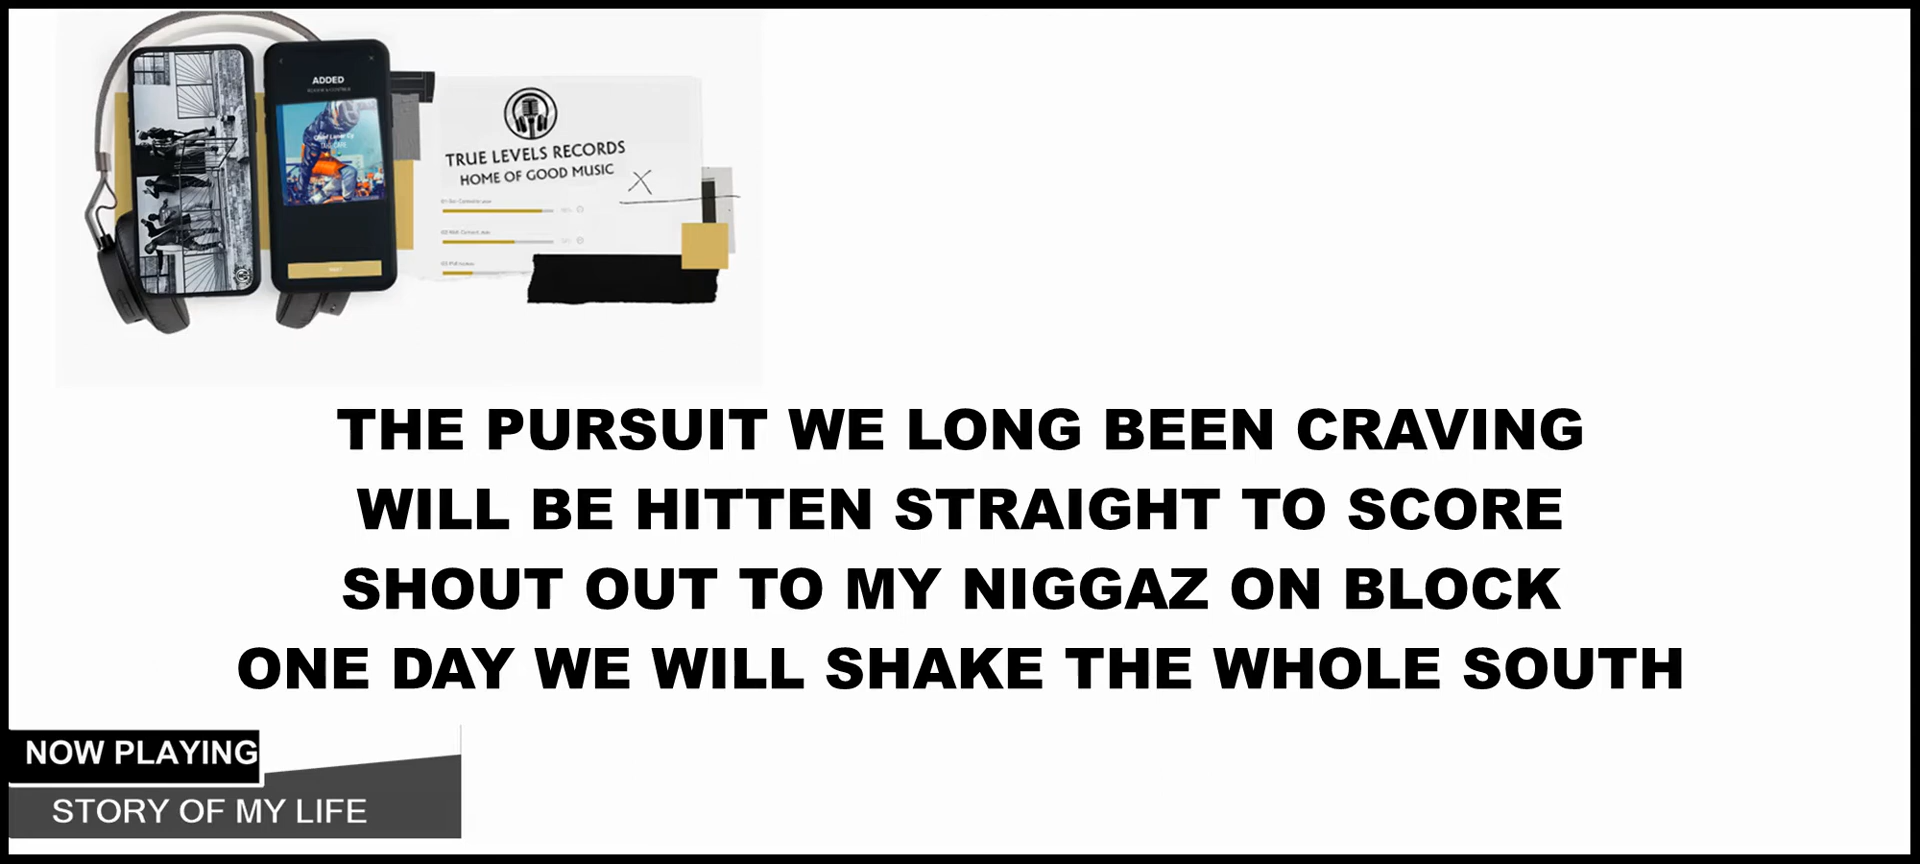 ADDED
TRUE LEVELS RECORDS
HOME OF GOOD MUSIC
THE PURSUIT WE LONG BEEN CRAVING
WILL BE HITTEN STRAIGHT TO SCORE
SHOUT OUT TO MY NIGGAZ ON BLOCK
ONE DAY WE WILL SHAKE THE WHOLE SOUTH
NOW PLAYING
STORY OF MY LIFE